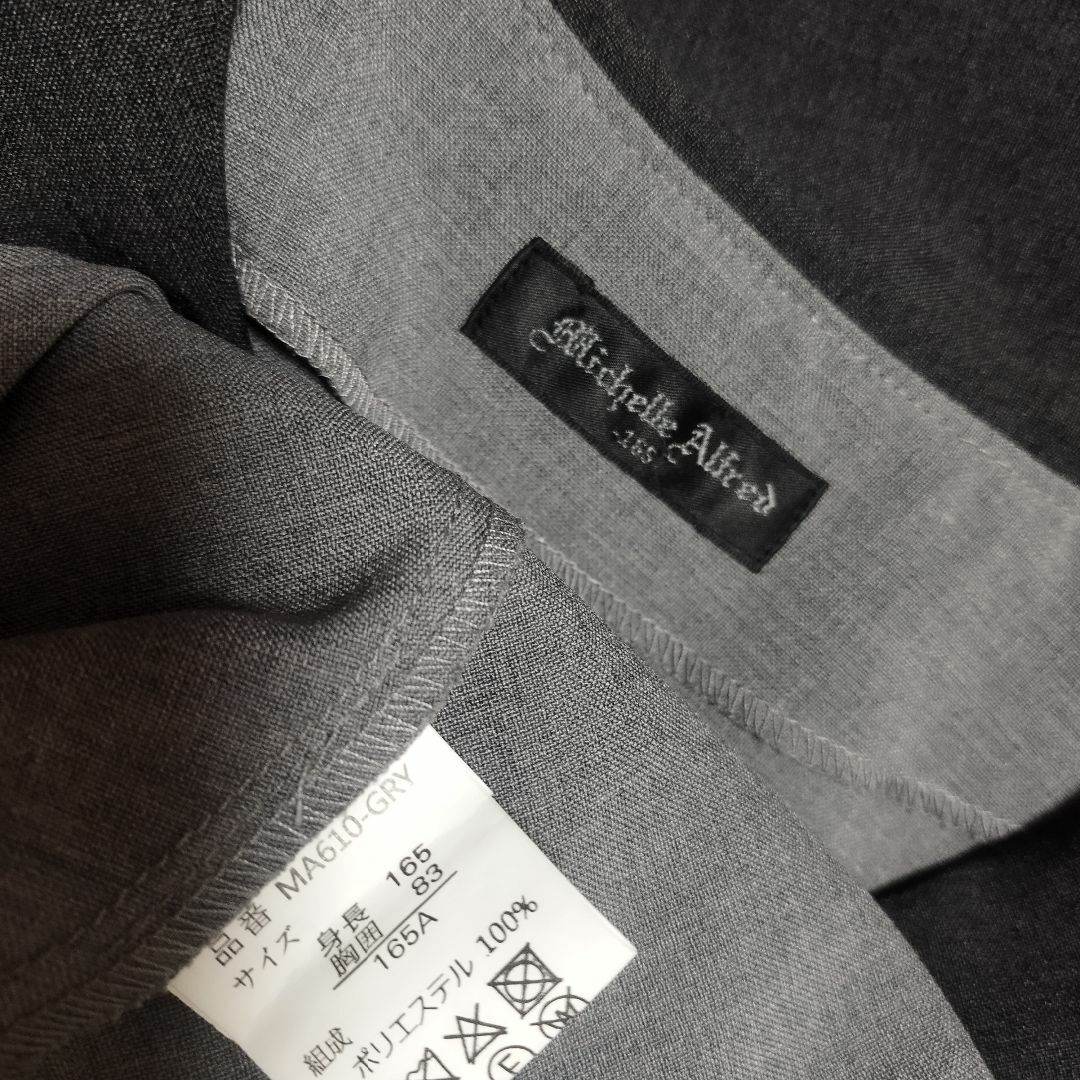 Michelle Alfred
-165-
品番 MA610-GRY
サイズ
身長 165
胸囲 83
165A
組成
ポリエステル 100%